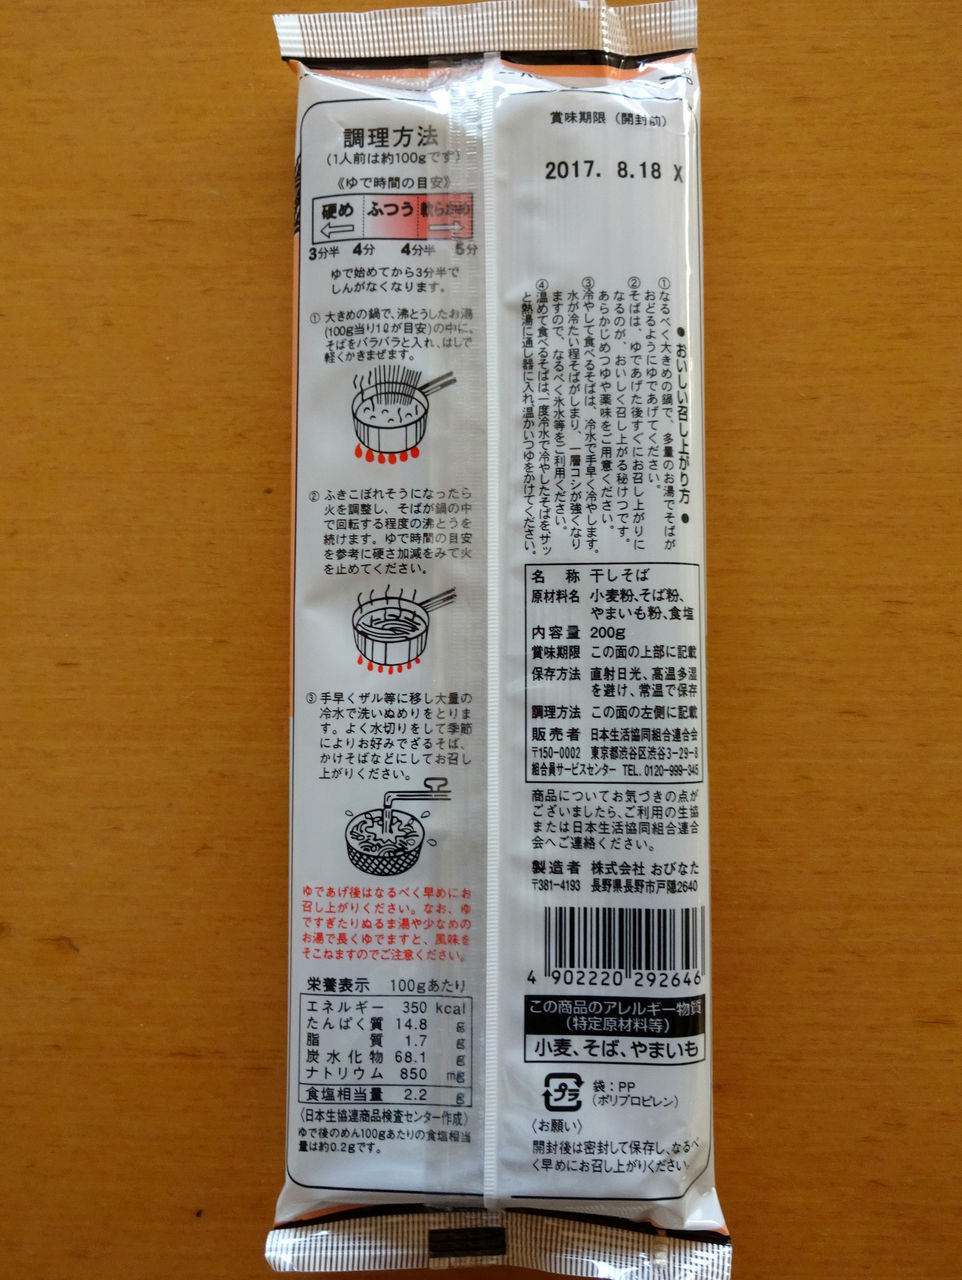 調理方法
(1人前は約100gです)
《ゆで時間の目安》
硬め ふつう 軟らかめ
3分半 4分 4分半 5分
ゆで始めてから3分半で
しんがなくなります。
① 大きめの鍋で、沸とうしたお湯
(100g当り1ℓが目安)の中に、
そばをバラバラと入れ、はしで
軽くかきまぜます。
② ふきこぼれそうになったら
火を調整し、そばが鍋の中
で回転する程度の沸とうを
続けます。ゆで時間の目安
を参考に硬さ加減をみて火
を止めてください。
③ 手早くザル等に移し大量の
冷水で洗いぬめりをとりま
す。よく水切りをして季節
によりお好みでざるそば、
かけそばなどにしてお召し
上がりください。
ゆであげ後はなるべく早めにお
召し上がりください。なお、ゆ
ですぎたりぬるま湯や少なめの
お湯で長くゆでますと、風味を
そこねますのでご注意ください。
栄養表示 100gあたり
エネルギー 350 kcal
たんぱく質 14.8 g
脂質 1.7 g
炭水化物 68.1 g
ナトリウム 850 mg
食塩相当量 2.2 g
〈日本生協連商品検査センター作成〉
ゆで後のめん100gあたりの食塩相当
量は約0.2gです。
賞味期限(開封前)
2017. 8.18 X
●おいしい召し上がり方●
①なるべく大きめの鍋で、多量のお湯でそばが
おどるようにゆであげてください。
②そばは、ゆであげた後すぐにお召し上がりに
なるのが、おいしく召し上がる秘けつです。
あらかじめつゆや薬味をご用意ください。
③冷やして食べるそばは、冷水で手早く冷やします。
水が冷たい程そばがしまり、一層コシが強くなり
ますので、なるべく氷水等をご利用ください。
④温めて食べるそばは、一度冷水で冷やしたそばをサッ
と熱湯に通し器に入れ、温かいつゆをかけてください。
名称 干しそば
原材料名 小麦粉、そば粉、
やまいも粉、食塩
内容量 200g
賞味期限 この面の上部に記載
保存方法 直射日光、高温多湿
を避け、常温で保存
調理方法 この面の左側に記載
販売者 日本生活協同組合連合会
〒150-0002 東京都渋谷区渋谷3-29-8
組合員サービスセンター TEL.0120-999-345
商品についてお気づきの点が
ございましたら、ご利用の生協
または日本生活協同組合連合
会へご連絡ください。
製造者 株式会社 おびなた
〒381-4193 長野県長野市戸隠2640
4 902220 292646
この商品のアレルギー物質
(特定原材料等)
小麦、そば、やまいも
プラ 袋:PP
(ポリプロピレン)
〈お願い〉
開封後は密封して保存し、なるべ
く早めにお召し上がりください。